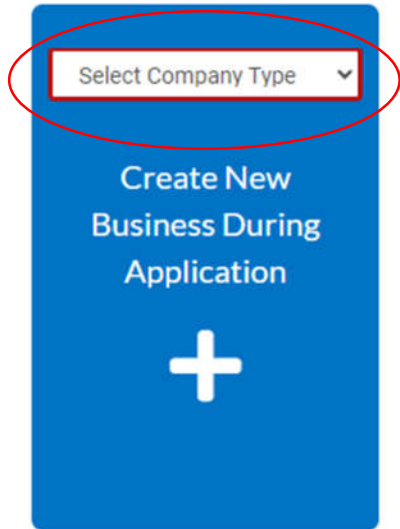 Select Company Type
Create New
Business During
Application